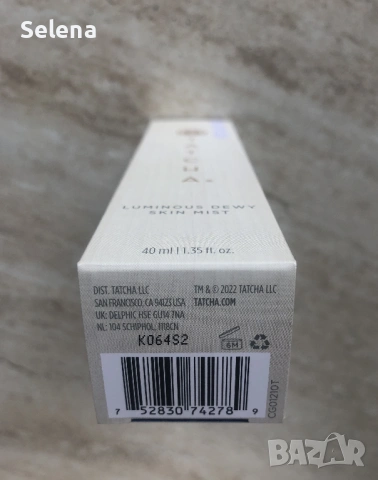 Selena
TATCHA
LUMINOUS DEWY
SKIN MIST
40 ml | 1.35 fl. oz.
DIST. TATCHA LLC
SAN FRANCISCO, CA 94123 USA
UK: DELPHIC HSE GU14 7NA
NL: 104 SCHIPHOL, 1118CN
TM & © 2022 TATCHA LLC
TATCHA.COM
K064S2
6M
7 52830 74278 9
CG01210T
BAZAR